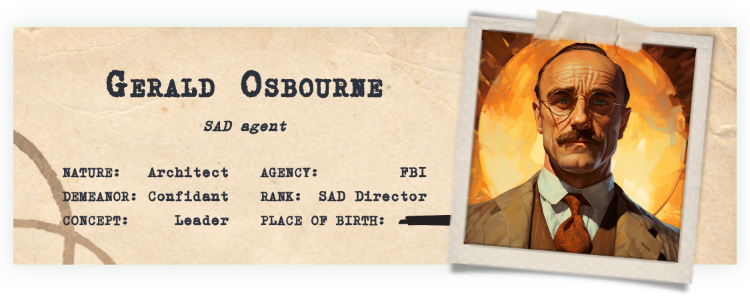 Gerald Osbourne
SAD agent
NATURE: Architect
DEMEANOR: Confidant
CONCEPT: Leader
AGENCY: FBI
RANK: SAD Director
PLACE OF BIRTH: